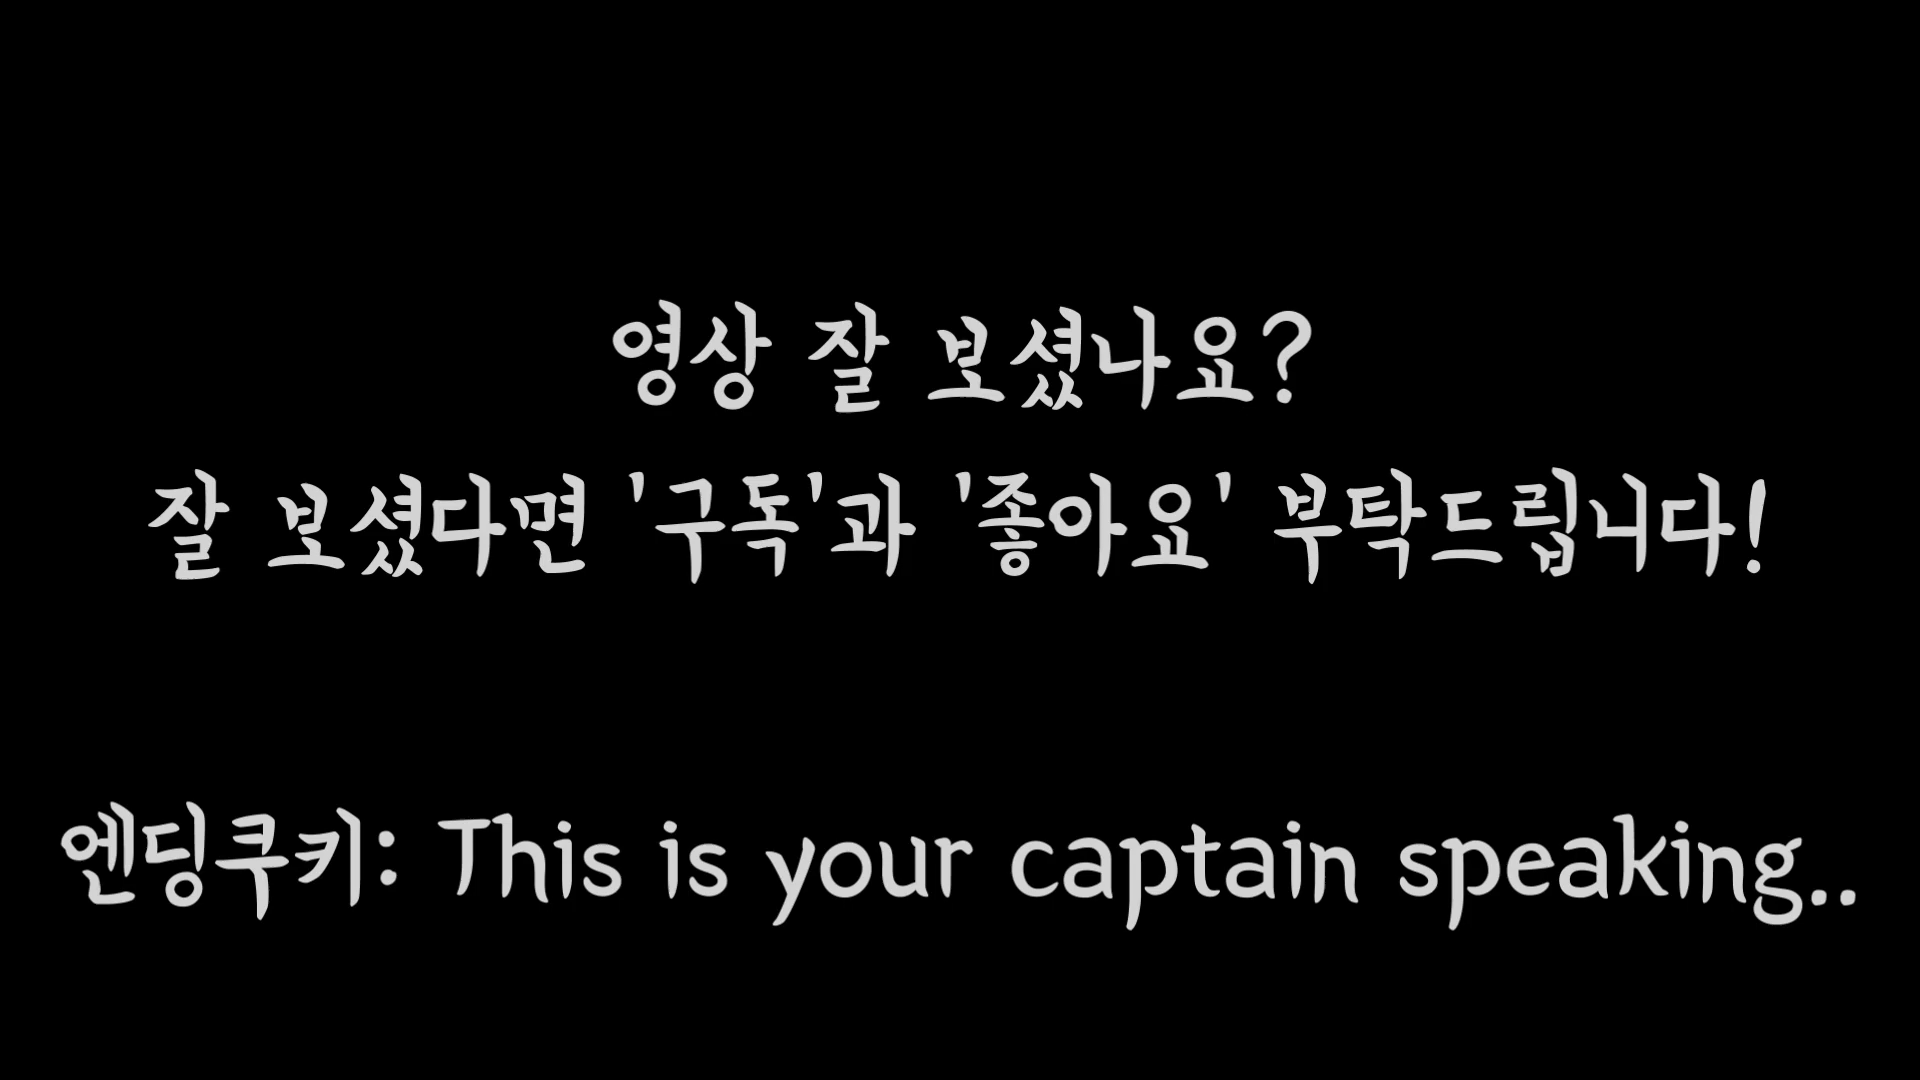 영상 잘 보셨나요?
잘 보셨다면 '구독'과 '좋아요' 부탁드립니다!
엔딩쿠키: This is your captain speaking..